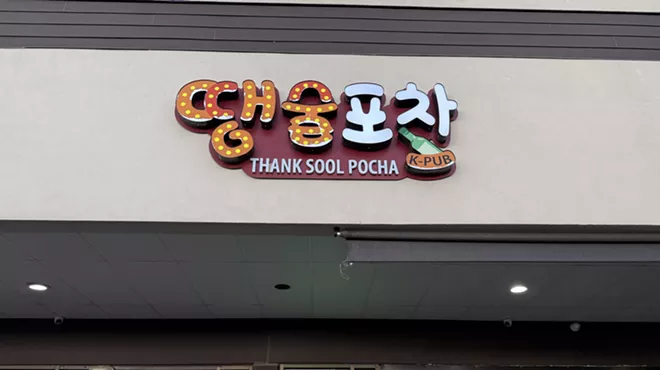 땡술포차
THANK SOOL POCHA
K-PUB